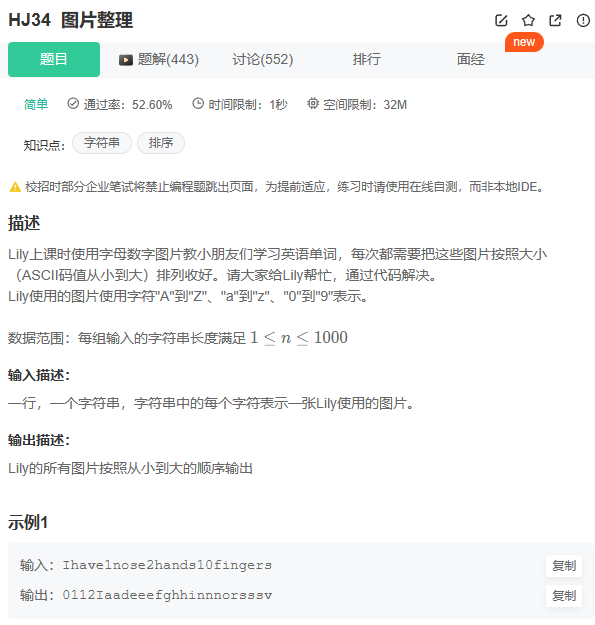 HJ34 图片整理
题目
题解(443)
讨论(552)
排行
面经
new
简单
通过率：52.60%
时间限制：1秒
空间限制：32M
知识点：
字符串
排序
校招时部分企业笔试将禁止编程题跳出页面，为提前适应，练习时请使用在线自测，而非本地IDE。
描述
Lily上课时使用字母数字图片教小朋友们学习英语单词，每次都需要把这些图片按照大小
（ASCII码值从小到大）排列收好。请大家给Lily帮忙，通过代码解决。
Lily使用的图片使用字符"A"到"Z"、"a"到"z"、"0"到"9"表示。
数据范围：每组输入的字符串长度满足 1 ≤ n ≤ 1000
输入描述：
一行，一个字符串，字符串中的每个字符表示一张Lily使用的图片。
输出描述：
Lily的所有图片按照从小到大的顺序输出
示例1
输入：Ihave1nose2hands10fingers
复制
输出：0112Iaadeeefghhinnnorsssv
复制